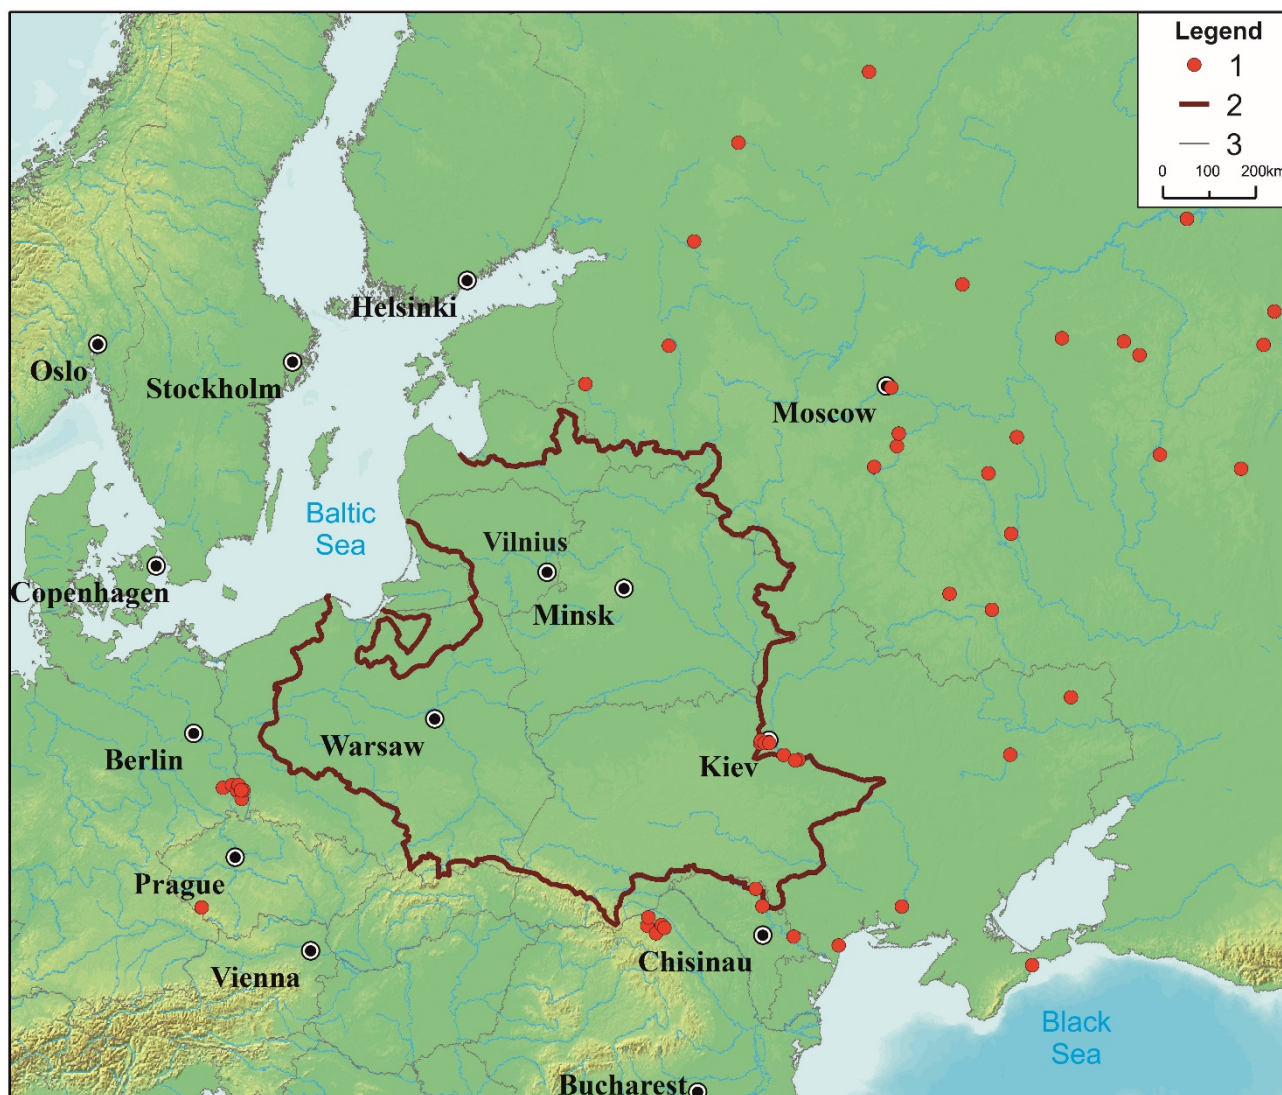 Legend
1
2
3
0 100 200km
Helsinki
Oslo
Stockholm
Moscow
Baltic
Sea
Vilnius
Copenhagen
Minsk
Warsaw
Berlin
Kiev
Prague
Chisinau
Vienna
Black
Sea
Bucharest